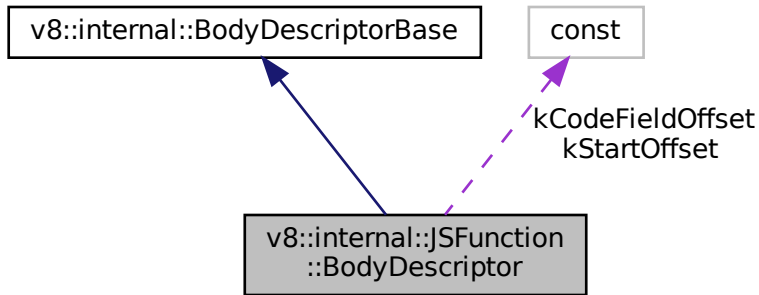 v8::internal::BodyDescriptorBase
const
kCodeFieldOffset
kStartOffset
v8::internal::JSFunction
::BodyDescriptor